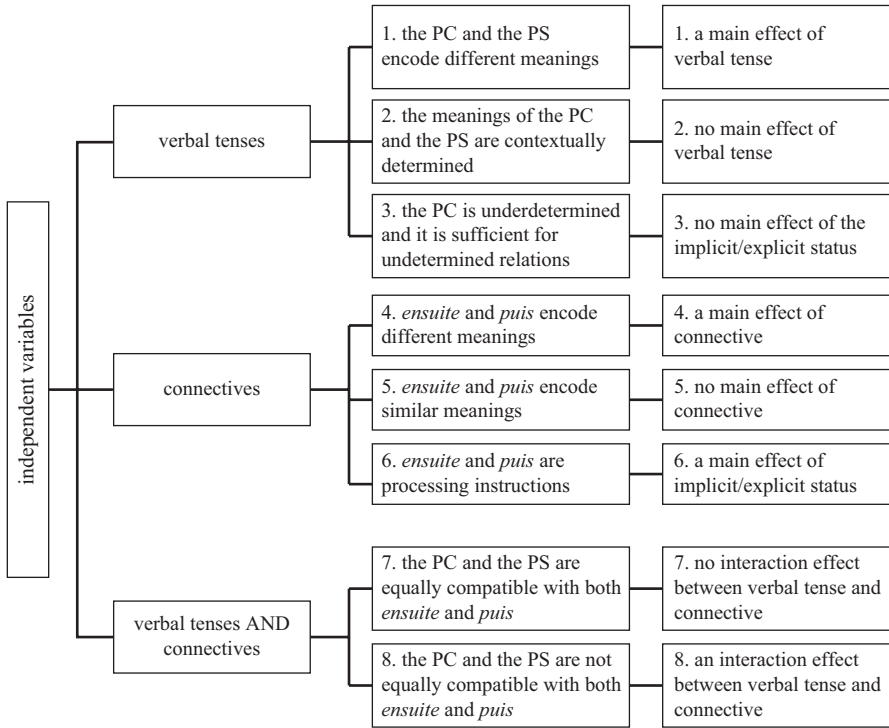 independent variables
verbal tenses
1. the PC and the PS
encode different meanings
1. a main effect of
verbal tense
2. the meanings of the PC
and the PS are contextually
determined
2. no main effect of
verbal tense
3. the PC is underdetermined
and it is sufficient for
undetermined relations
3. no main effect of the
implicit/explicit status
connectives
4. ensuite and puis encode
different meanings
4. a main effect of
connective
5. ensuite and puis encode
similar meanings
5. no main effect of
connective
6. ensuite and puis are
processing instructions
6. a main effect of
implicit/explicit status
verbal tenses AND
connectives
7. the PC and the PS are
equally compatible with both
ensuite and puis
7. no interaction effect
between verbal tense and
connective
8. the PC and the PS are not
equally compatible with both
ensuite and puis
8. an interaction effect
between verbal tense and
connective